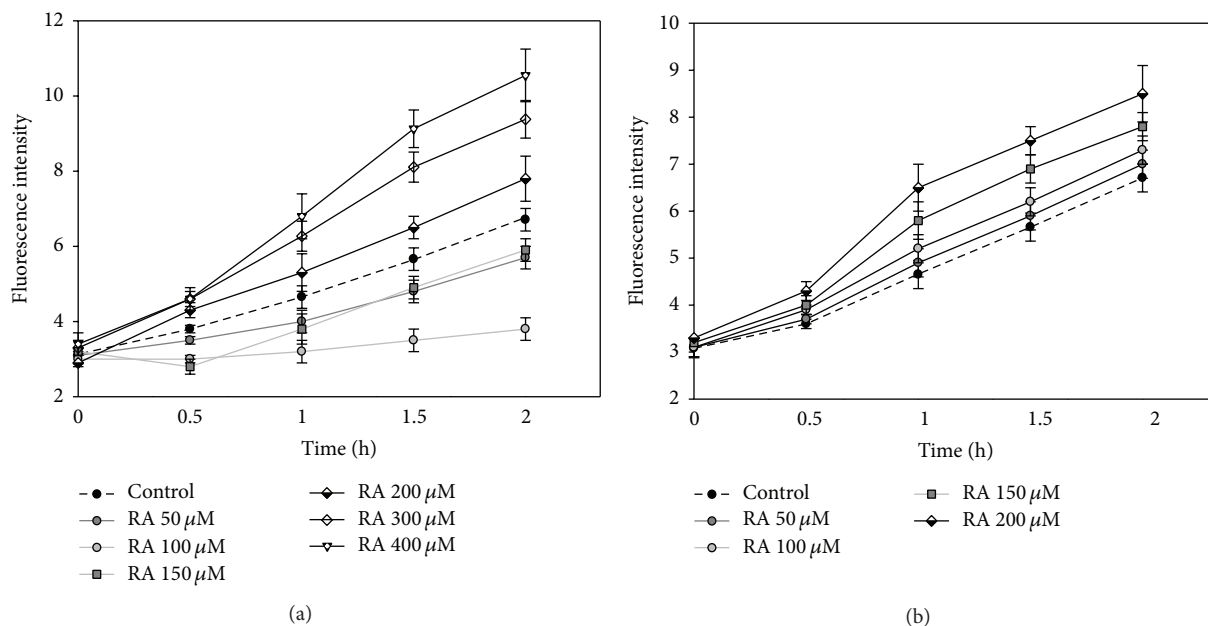 12
10
8
6
4
2
Fluorescence intensity
0
0.5
1
1.5
2
Time (h)
Control
RA 50 μM
RA 100 μM
RA 150 μM
RA 200 μM
RA 300 μM
RA 400 μM
(a)
10
9
8
7
6
5
4
3
2
Fluorescence intensity
0
0.5
1
1.5
2
Time (h)
Control
RA 50 μM
RA 100 μM
RA 150 μM
RA 200 μM
(b)